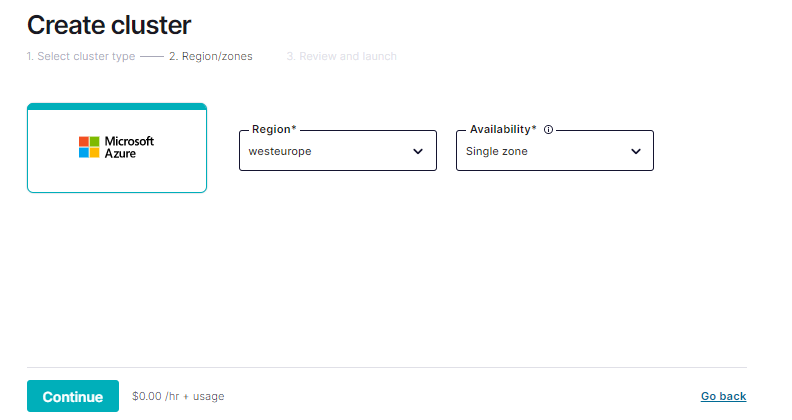 Create cluster
1. Select cluster type 2. Region/zones 3. Review and launch
Microsoft
Azure
Region*
westeurope
Availability*
Single zone
Continue
$0.00 /hr + usage
Go back